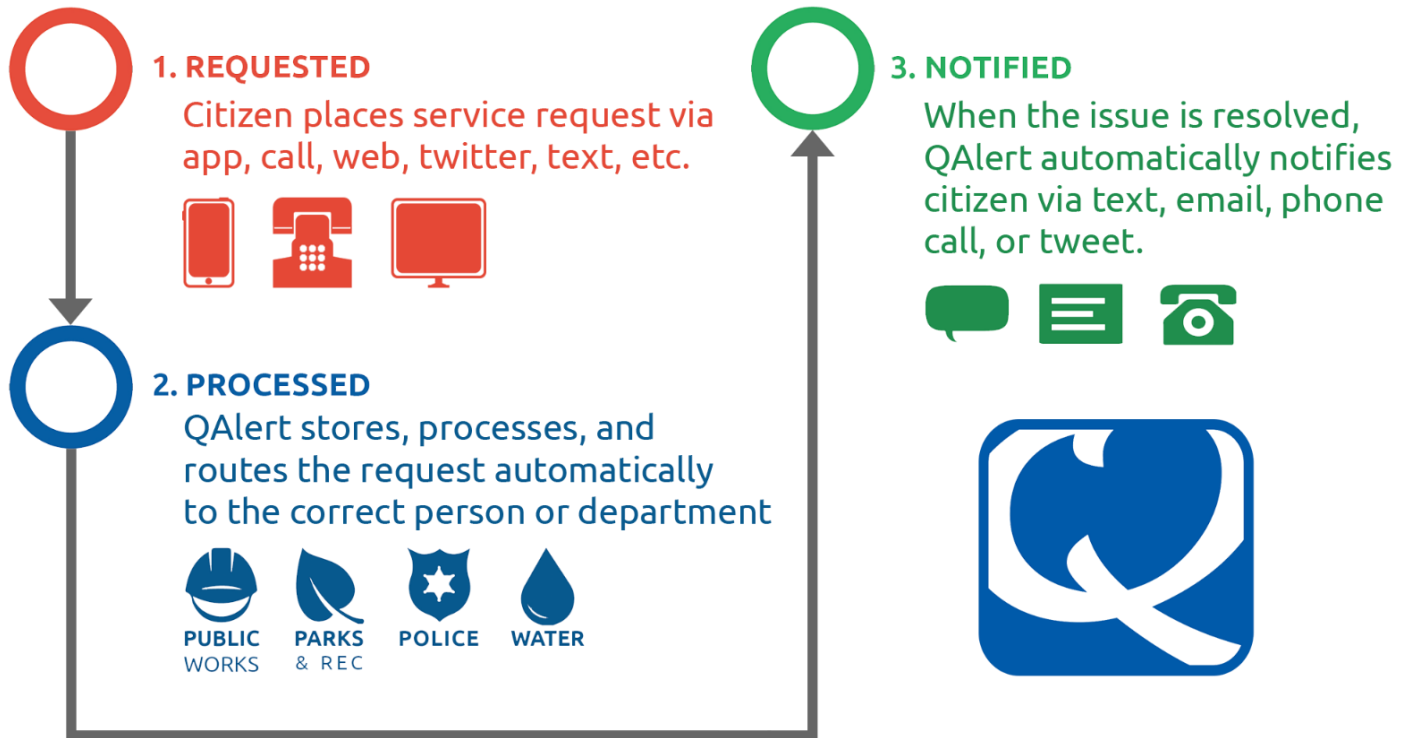 1. REQUESTED
Citizen places service request via
app, call, web, twitter, text, etc.
2. PROCESSED
QAlert stores, processes, and
routes the request automatically
to the correct person or department
PUBLIC
WORKS
PARKS
& REC
POLICE
WATER
3. NOTIFIED
When the issue is resolved,
QAlert automatically notifies
citizen via text, email, phone
call, or tweet.
Q